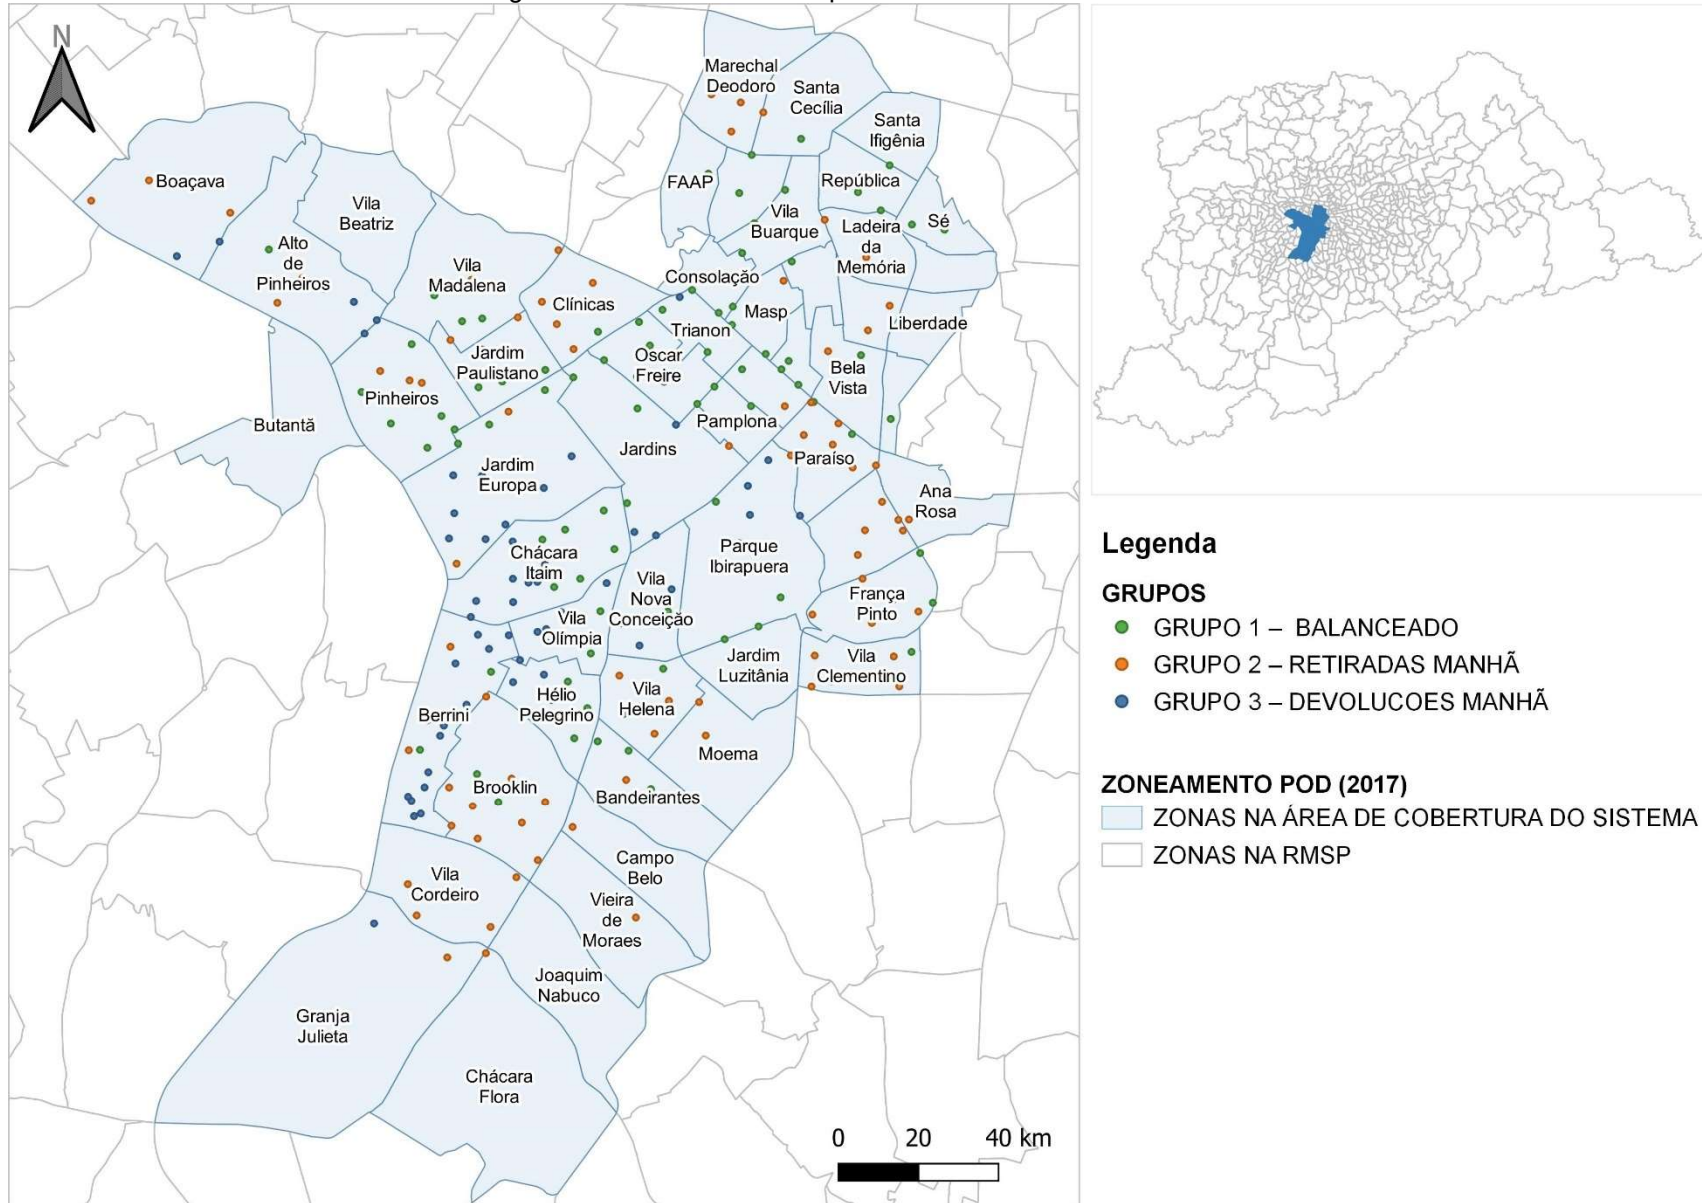 N
Marechal
Deodoro
Santa
Cecília
Santa
Ifigênia
Boaçava
FAAP
República
Vila
Beatriz
Vila
Buarque
Sé
Ladeira
da
Memória
Alto
de
Pinheiros
Vila
Madalena
Consolação
Clínicas
Masp
Liberdade
Trianon
Jardim
Paulistano
Oscar
Freire
Bela
Vista
Pinheiros
Butantã
Pamplona
Jardins
Paraíso
Jardim
Europa
Ana
Rosa
Chácara
Itaim
Parque
Ibirapuera
Vila
Nova
Conceição
França
Pinto
Vila
Olímpia
Jardim
Luzitânia
Vila
Clementino
Hélio
Pelegrino
Vila
Helena
Berrini
Moema
Brooklin
Bandeirantes
Campo
Belo
Vila
Cordeiro
Vieira
de
Moraes
Joaquim
Nabuco
Granja
Julieta
Chácara
Flora
0 20 40 km
Legenda
GRUPOS
GRUPO 1 – BALANCEADO
GRUPO 2 – RETIRADAS MANHÃ
GRUPO 3 – DEVOLUCOES MANHÃ
ZONEAMENTO POD (2017)
ZONAS NA ÁREA DE COBERTURA DO SISTEMA
ZONAS NA RMSP